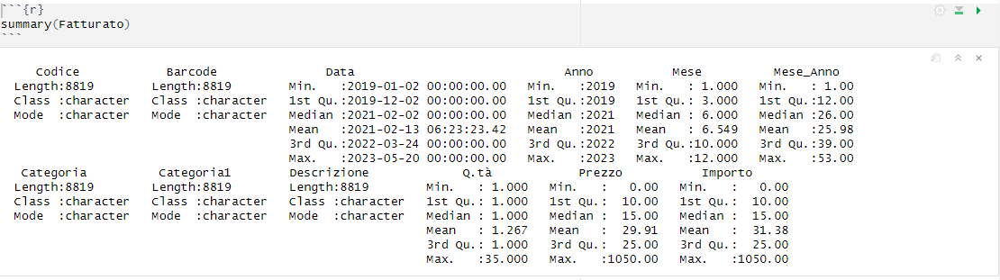 ```{r}
summary(Fatturato)
```
    Codice            Barcode               Data                                Anno           Mese             Mese_Anno
 Length:8819        Length:8819        Min.   :2019-01-02 00:00:00.00   Min.   :2019   Min.   : 1.000   Min.   : 1.00
 Class :character   Class :character   1st Qu.:2019-12-02 00:00:00.00   1st Qu.:2019   1st Qu.: 3.000   1st Qu.:12.00
 Mode  :character   Mode  :character   Median :2021-02-02 00:00:00.00   Median :2021   Median : 6.000   Median :26.00
                                       Mean   :2021-02-13 06:23:23.42   Mean   :2021   Mean   : 6.549   Mean   :25.98
                                       3rd Qu.:2022-03-24 00:00:00.00   3rd Qu.:2022   3rd Qu.:10.000   3rd Qu.:39.00
                                       Max.   :2023-05-20 00:00:00.00   Max.   :2023   Max.   :12.000   Max.   :53.00
  Categoria          Categoria1        Descrizione             Q.tà            Prezzo           Importo
 Length:8819        Length:8819        Length:8819        Min.   : 1.000   Min.   :   0.00   Min.   :   0.00
 Class :character   Class :character   Class :character   1st Qu.: 1.000   1st Qu.:  10.00   1st Qu.:  10.00
 Mode  :character   Mode  :character   Mode  :character   Median : 1.000   Median :  15.00   Median :  15.00
                                                          Mean   : 1.267   Mean   :  29.91   Mean   :  31.38
                                                          3rd Qu.: 1.000   3rd Qu.:  25.00   3rd Qu.:  25.00
                                                          Max.   :35.000   Max.   :1050.00   Max.   :1050.00